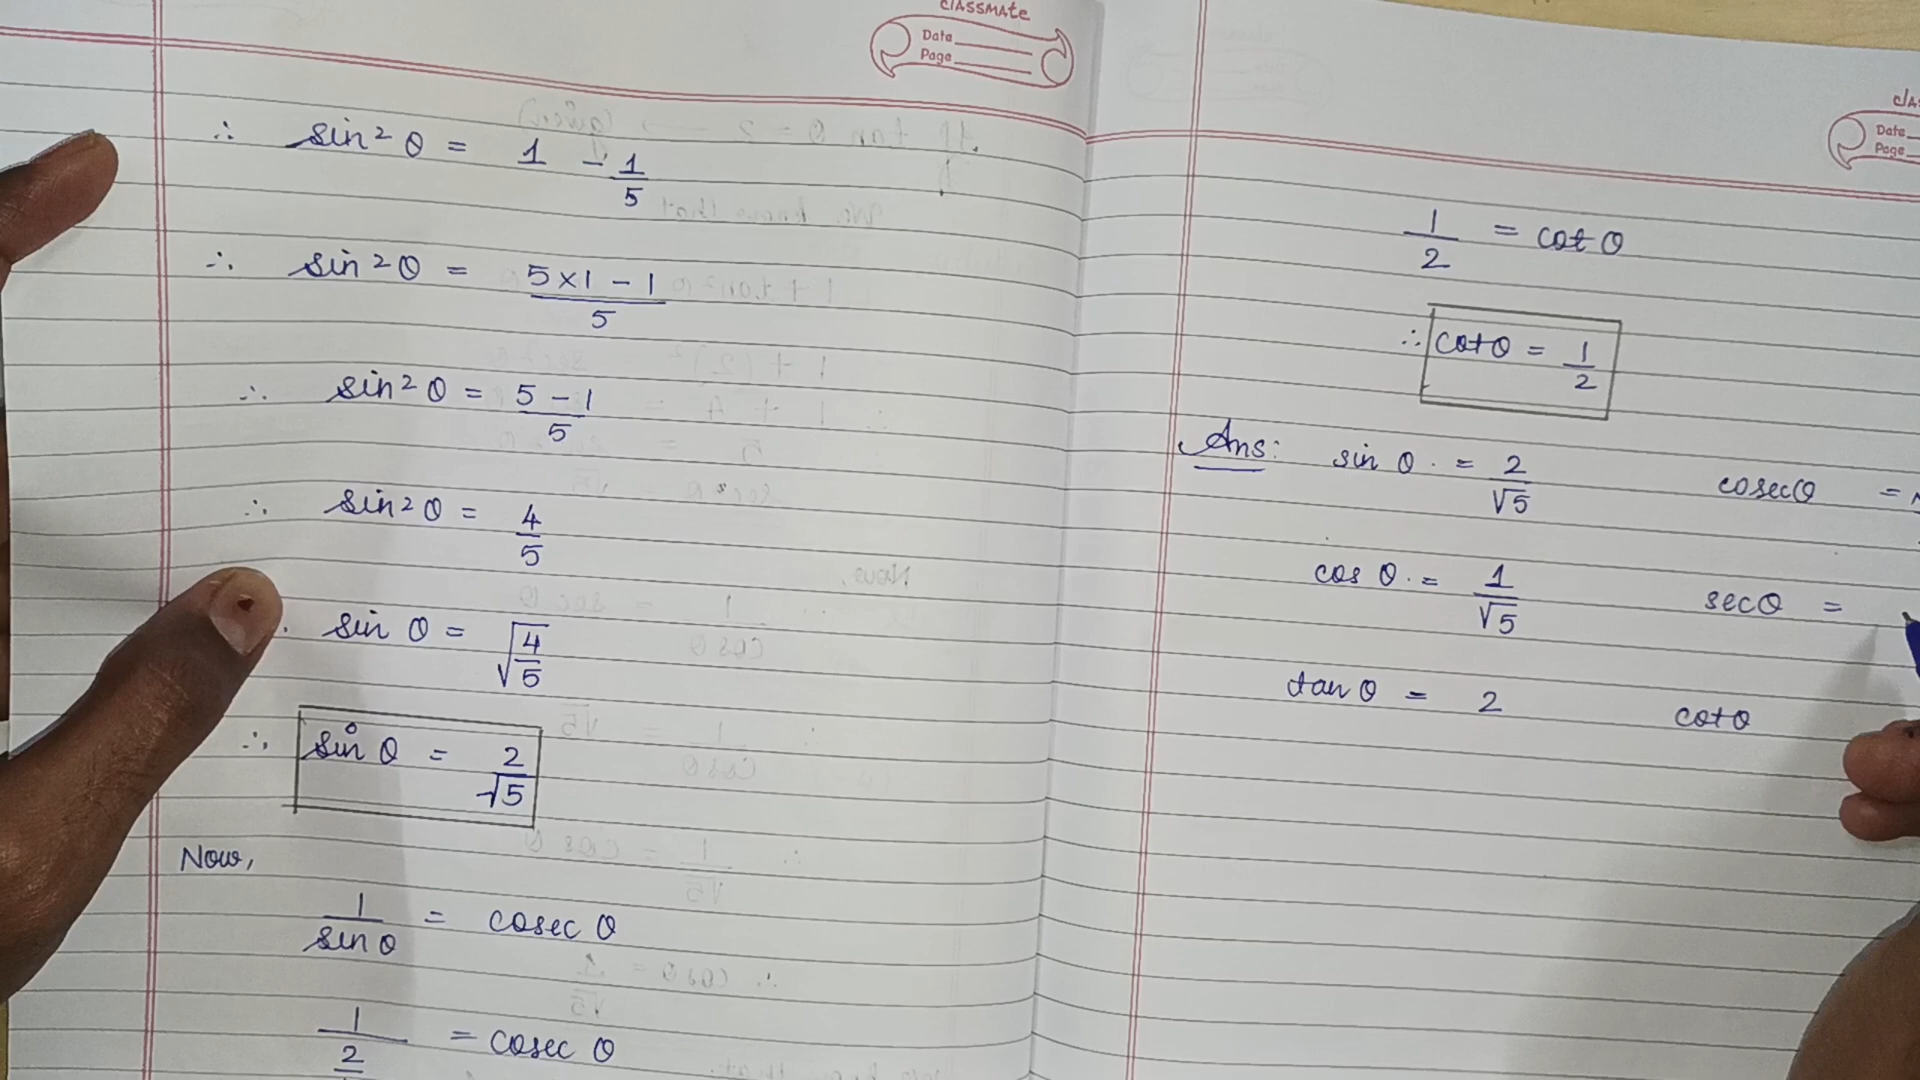 classmate
Date
Page
∴ sin²θ = 1 - 1/5
∴ sin²θ = 5×1-1/5
∴ sin²θ = 5-1/5
∴ sin²θ = 4/5
sin θ = √4/5
∴ sin θ = 2/√5
Now,
1/sin θ = cosec θ
1/2 = cosec θ
Date
Page
1/2 = cot θ
∴ cot θ = 1/2
Ans: sin θ = 2/√5 cosec θ =
cos θ = 1/√5 sec θ =
tan θ = 2 cot θ